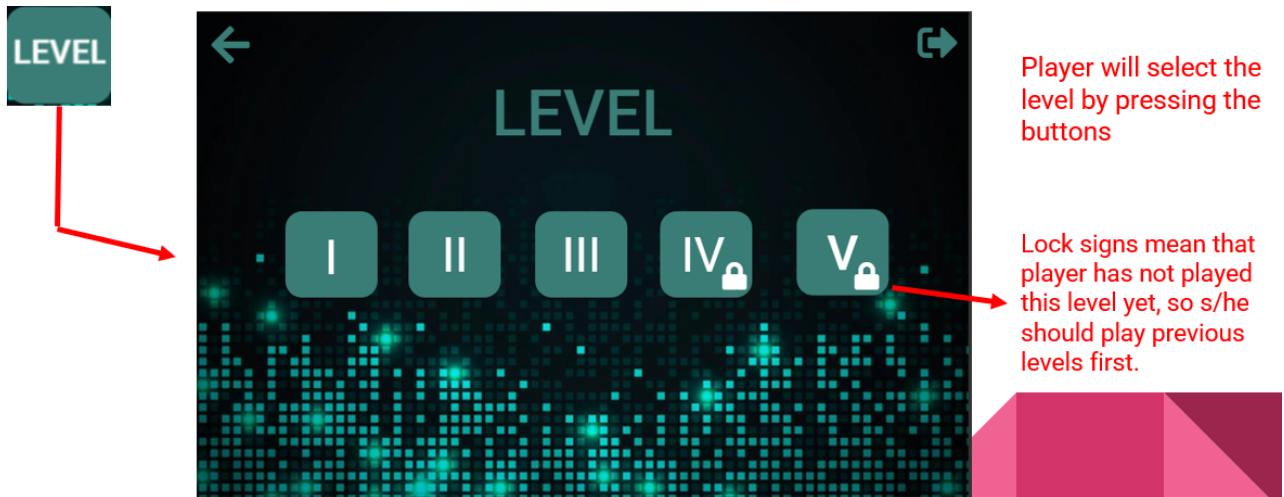 LEVEL
LEVEL
I
II
III
IV
V
Player will select the
level by pressing the
buttons
Lock signs mean that
player has not played
this level yet, so s/he
should play previous
levels first.